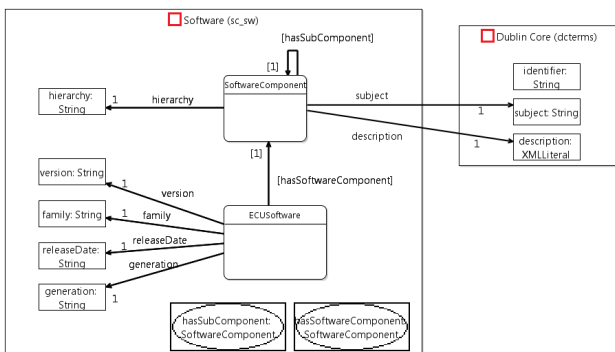 Software (sc_sw)
[hasSubComponent]
[1]
SoftwareComponent
hierarchy:
String
1
hierarchy
subject
1
description
1
Dublin Core (dcterms)
identifier:
String
subject: String
description:
XMLLiteral
[1]
[hasSoftwareComponent]
version: String
1
version
family: String
1
family
releaseDate:
String
1
releaseDate
generation:
String
1
generation
ECUSoftware
hasSubComponent:
SoftwareComponent
hasSoftwareComponent:
SoftwareComponent